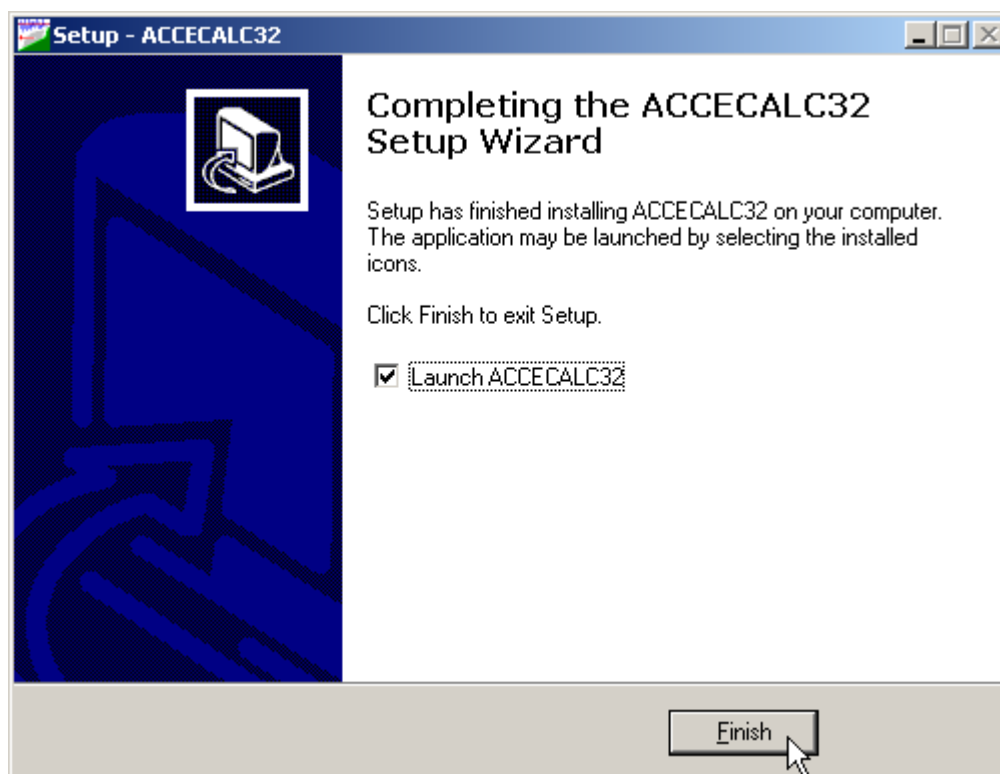 Setup - ACCECALC32
Completing the ACCECALC32
Setup Wizard
Setup has finished installing ACCECALC32 on your computer.
The application may be launched by selecting the installed
icons.
Click Finish to exit Setup.
Launch ACCECALC32
Finish